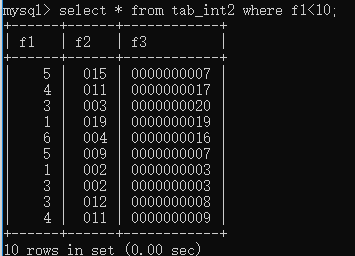 mysql> select * from tab_int2 where f1<10;
+------+------+------------+
| f1 | f2 | f3 |
+------+------+------------+
| 5 | 015 | 0000000007 |
| 4 | 011 | 0000000017 |
| 3 | 003 | 0000000020 |
| 1 | 019 | 0000000019 |
| 6 | 004 | 0000000016 |
| 5 | 009 | 0000000007 |
| 1 | 002 | 0000000003 |
| 3 | 002 | 0000000003 |
| 3 | 012 | 0000000008 |
| 4 | 011 | 0000000009 |
+------+------+------------+
10 rows in set (0.00 sec)